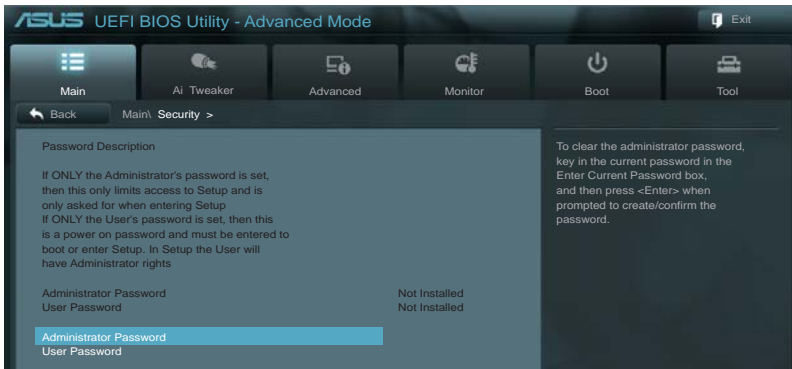 ASUS UEFI BIOS Utility - Advanced Mode
Exit
Main
Ai Tweaker
Advanced
Monitor
Boot
Tool
Back
Main\ Security >
Password Description
If ONLY the Administrator's password is set,
then this only limits access to Setup and is
only asked for when entering Setup
If ONLY the User's password is set, then this
is a power on password and must be entered to
boot or enter Setup. In Setup the User will
have Administrator rights
Administrator Password Not Installed
User Password Not Installed
Administrator Password
User Password
To clear the administrator password,
key in the current password in the
Enter Current Password box,
and then press <Enter> when
prompted to create/confirm the
password.